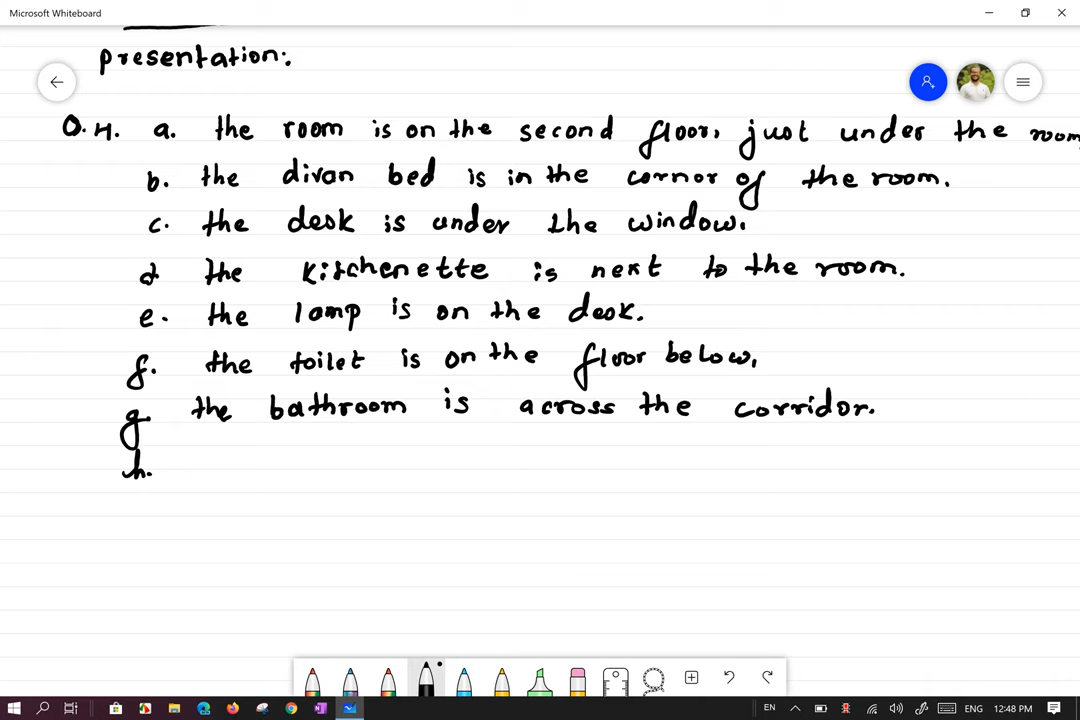 Microsoft Whiteboard
presentation:
Q.4. a. the room is on the second floor, just under the room
b. the divan bed is in the cornor of the room.
c. the desk is under the window.
d the kitchenette is next to the room.
e. the lamp is on the desk.
f. the toilet is on the floor below.
g the bathroom is across the corridor.
h.
EN
ENG
12:48 PM